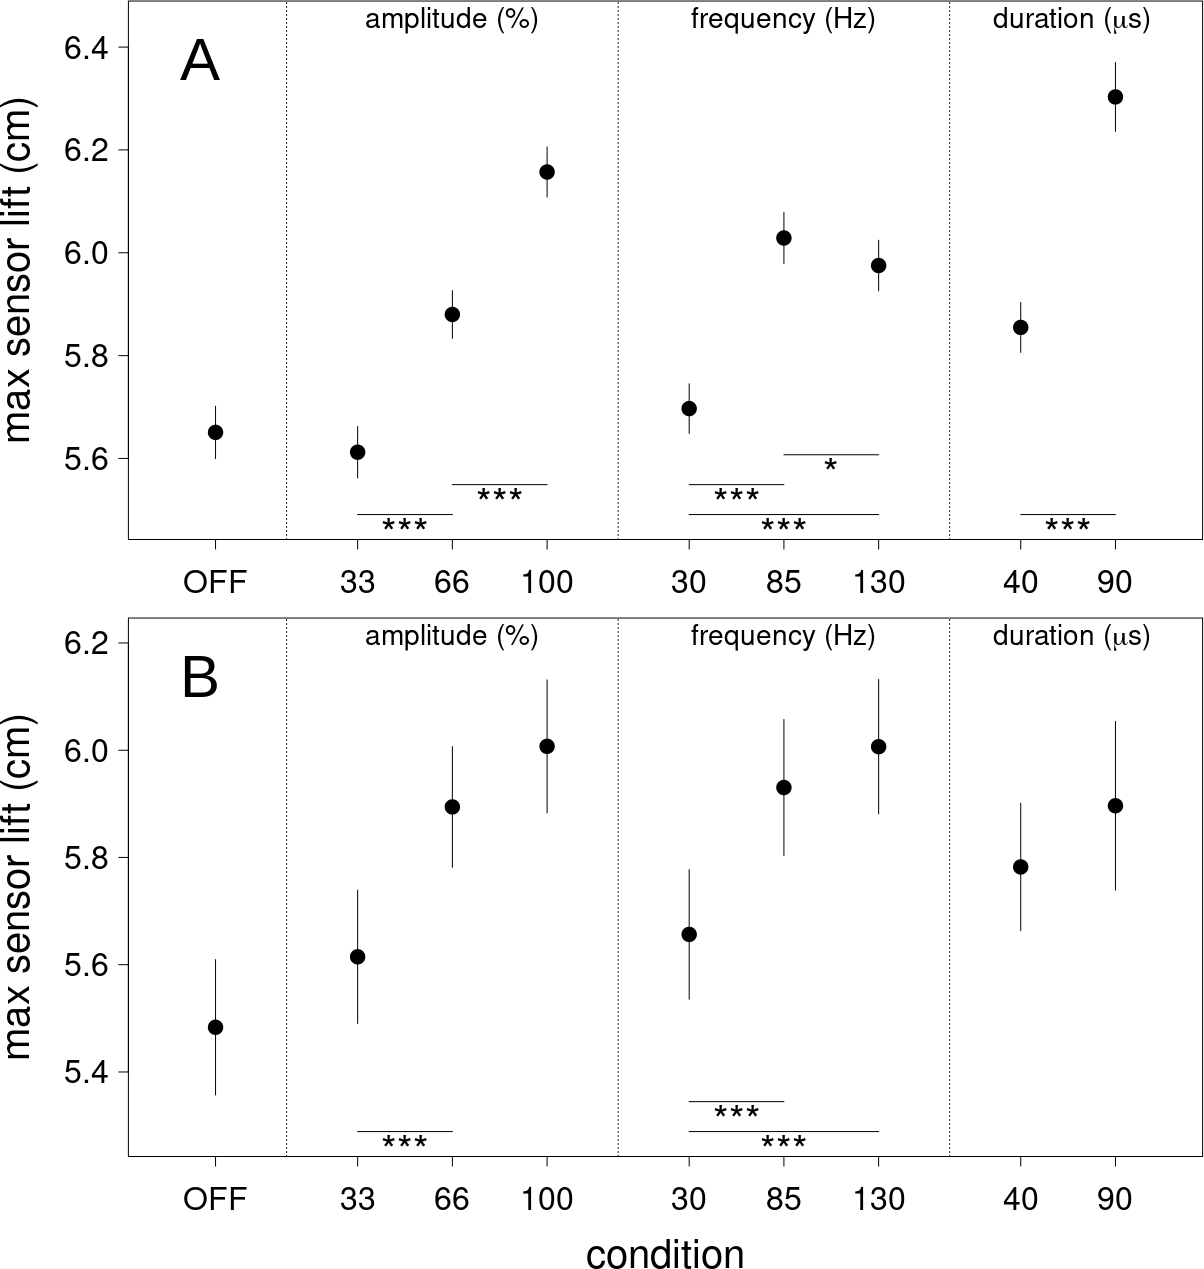 amplitude (%) frequency (Hz) duration (μs)
A
6.4
6.2
6.0
5.8
5.6
max sensor lift (cm)
*
*** ***
*** *** ***
OFF 33 66 100 30 85 130 40 90
amplitude (%) frequency (Hz) duration (μs)
B
6.2
6.0
5.8
5.6
5.4
max sensor lift (cm)
***
*** ***
OFF 33 66 100 30 85 130 40 90
condition